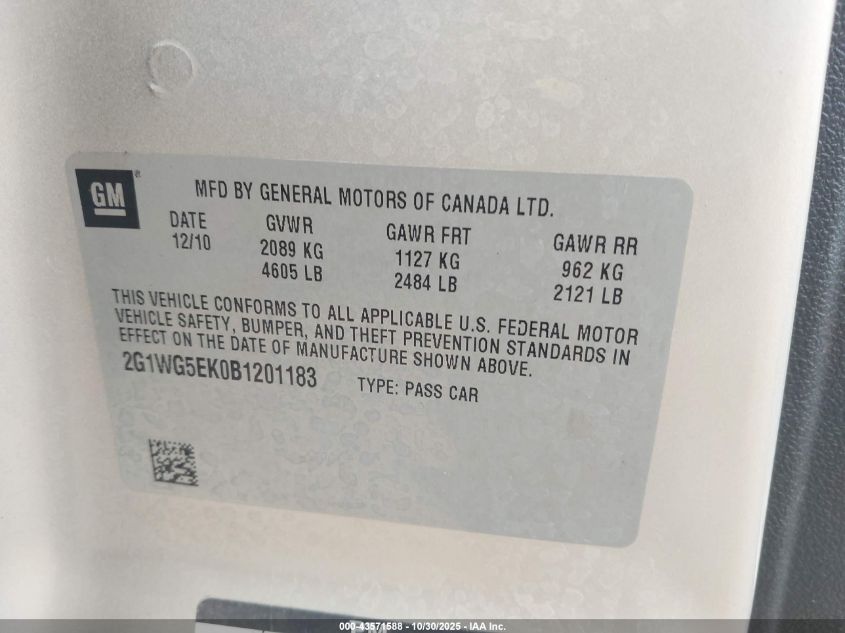 GM
MFD BY GENERAL MOTORS OF CANADA LTD.
DATE GVWR GAWR FRT GAWR RR
12/10 2089 KG 1127 KG 962 KG
4605 LB 2484 LB 2121 LB
THIS VEHICLE CONFORMS TO ALL APPLICABLE U.S. FEDERAL MOTOR
VEHICLE SAFETY, BUMPER, AND THEFT PREVENTION STANDARDS IN
EFFECT ON THE DATE OF MANUFACTURE SHOWN ABOVE.
2G1WG5EK0B1201183 TYPE: PASS CAR
000-43571588 - 10/30/2025 - IAA Inc.